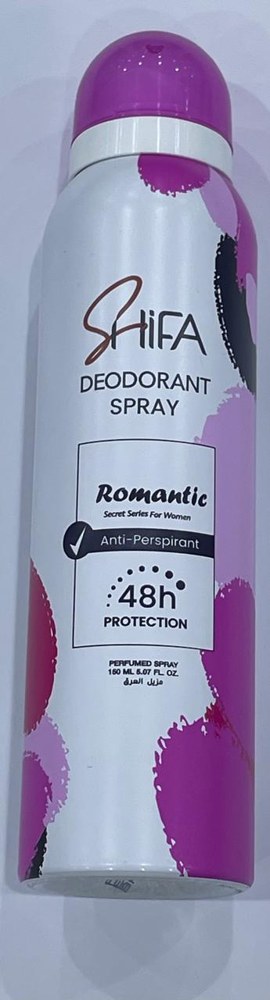 SHiFA
DEODORANT
SPRAY
Romantic
Secret Series For Women
Anti-Perspirant
48h
PROTECTION
PERFUMED SPRAY
150 ML 5.07 FL. OZ.
مزيل العرق